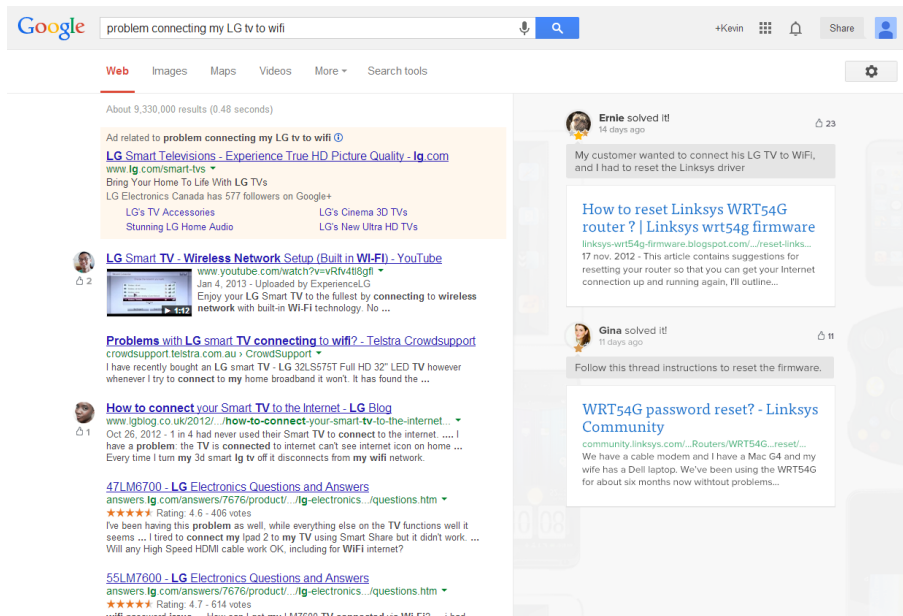 Google
problem connecting my LG tv to wifi
+Kevin
Share
Web Images Maps Videos More Search tools
About 9,330,000 results (0.48 seconds)
Ad related to problem connecting my LG tv to wifi
LG Smart Televisions - Experience True HD Picture Quality - lg.com
www.lg.com/smart-tvs
Bring Your Home To Life With LG TVs
LG Electronics Canada has 577 followers on Google+
LG's TV Accessories LG's Cinema 3D TVs
Stunning LG Home Audio LG's New Ultra HD TVs
2
LG Smart TV - Wireless Network Setup (Built in WI-FI) - YouTube
www.youtube.com/watch?v=vRfv4tl8gfI
Jan 4, 2013 - Uploaded by ExperienceLG
Enjoy your LG Smart TV to the fullest by connecting to wireless
network with built-in Wi-Fi technology. No ...
1:12
Problems with LG smart TV connecting to wifi? - Telstra Crowdsupport
crowdsupport.telstra.com.au › CrowdSupport
I have recently bought an LG smart TV - LG 32LS575T Full HD 32" LED TV however
whenever I try to connect to my home broadband it won't. It has found the ...
1
How to connect your Smart TV to the Internet - LG Blog
www.lgblog.co.uk/2012/.../how-to-connect-your-smart-tv-to-the-internet...
Oct 26, 2012 - 1 in 4 had never used their Smart TV to connect to the internet. .... I
have a problem: the TV is connected to internet can't see internet icon on home ...
Every time I turn my 3d smart lg tv off it disconnects from my wifi network.
47LM6700 - LG Electronics Questions and Answers
answers.lg.com/answers/7676/product/.../lg-electronics.../questions.htm
Rating: 4.6 - 406 votes
I've been having this problem as well, while everything else on the TV functions well it
seems ... I tired to connect my Ipad 2 to my TV using Smart Share but it didn't work. ...
Will any High Speed HDMI cable work OK, including for WiFi internet?
55LM7600 - LG Electronics Questions and Answers
answers.lg.com/answers/7676/product/.../lg-electronics.../questions.htm
Rating: 4.7 - 614 votes
Ernie solved it!
14 days ago
23
My customer wanted to connect his LG TV to WiFi,
and I had to reset the Linksys driver
How to reset Linksys WRT54G
router ? | Linksys wrt54g firmware
linksys-wrt54g-firmware.blogspot.com/.../reset-links...
17 nov. 2012 - This article contains suggestions for
resetting your router so that you can get your Internet
connection up and running again, I'll outline...
Gina solved it!
11 days ago
11
Follow this thread instructions to reset the firmware.
WRT54G password reset? - Linksys
Community
community.linksys.com/...Routers/WRT54G...reset/...
We have a cable modem and I have a Mac G4 and my
wife has a Dell laptop. We've been using the WRT54G
for about six months now withtout problems...